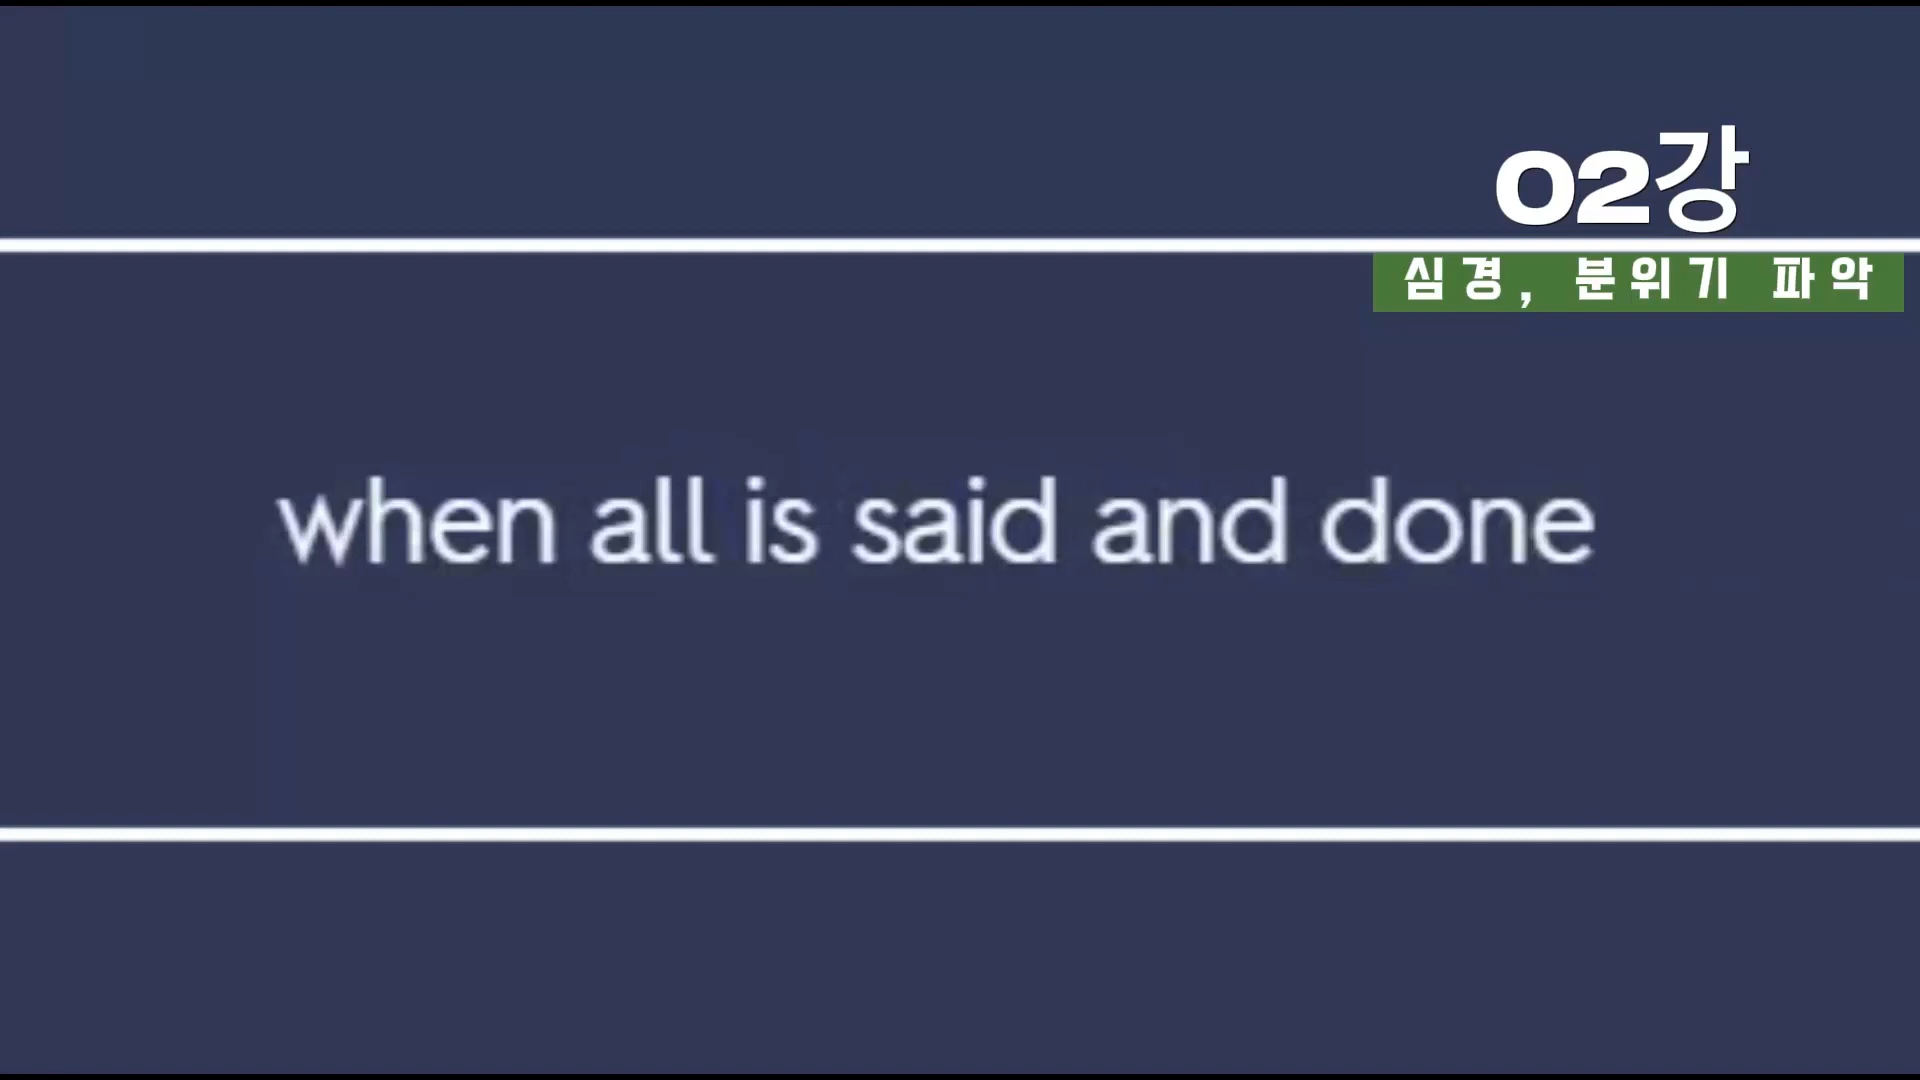 02강
심경, 분위기 파악
when all is said and done